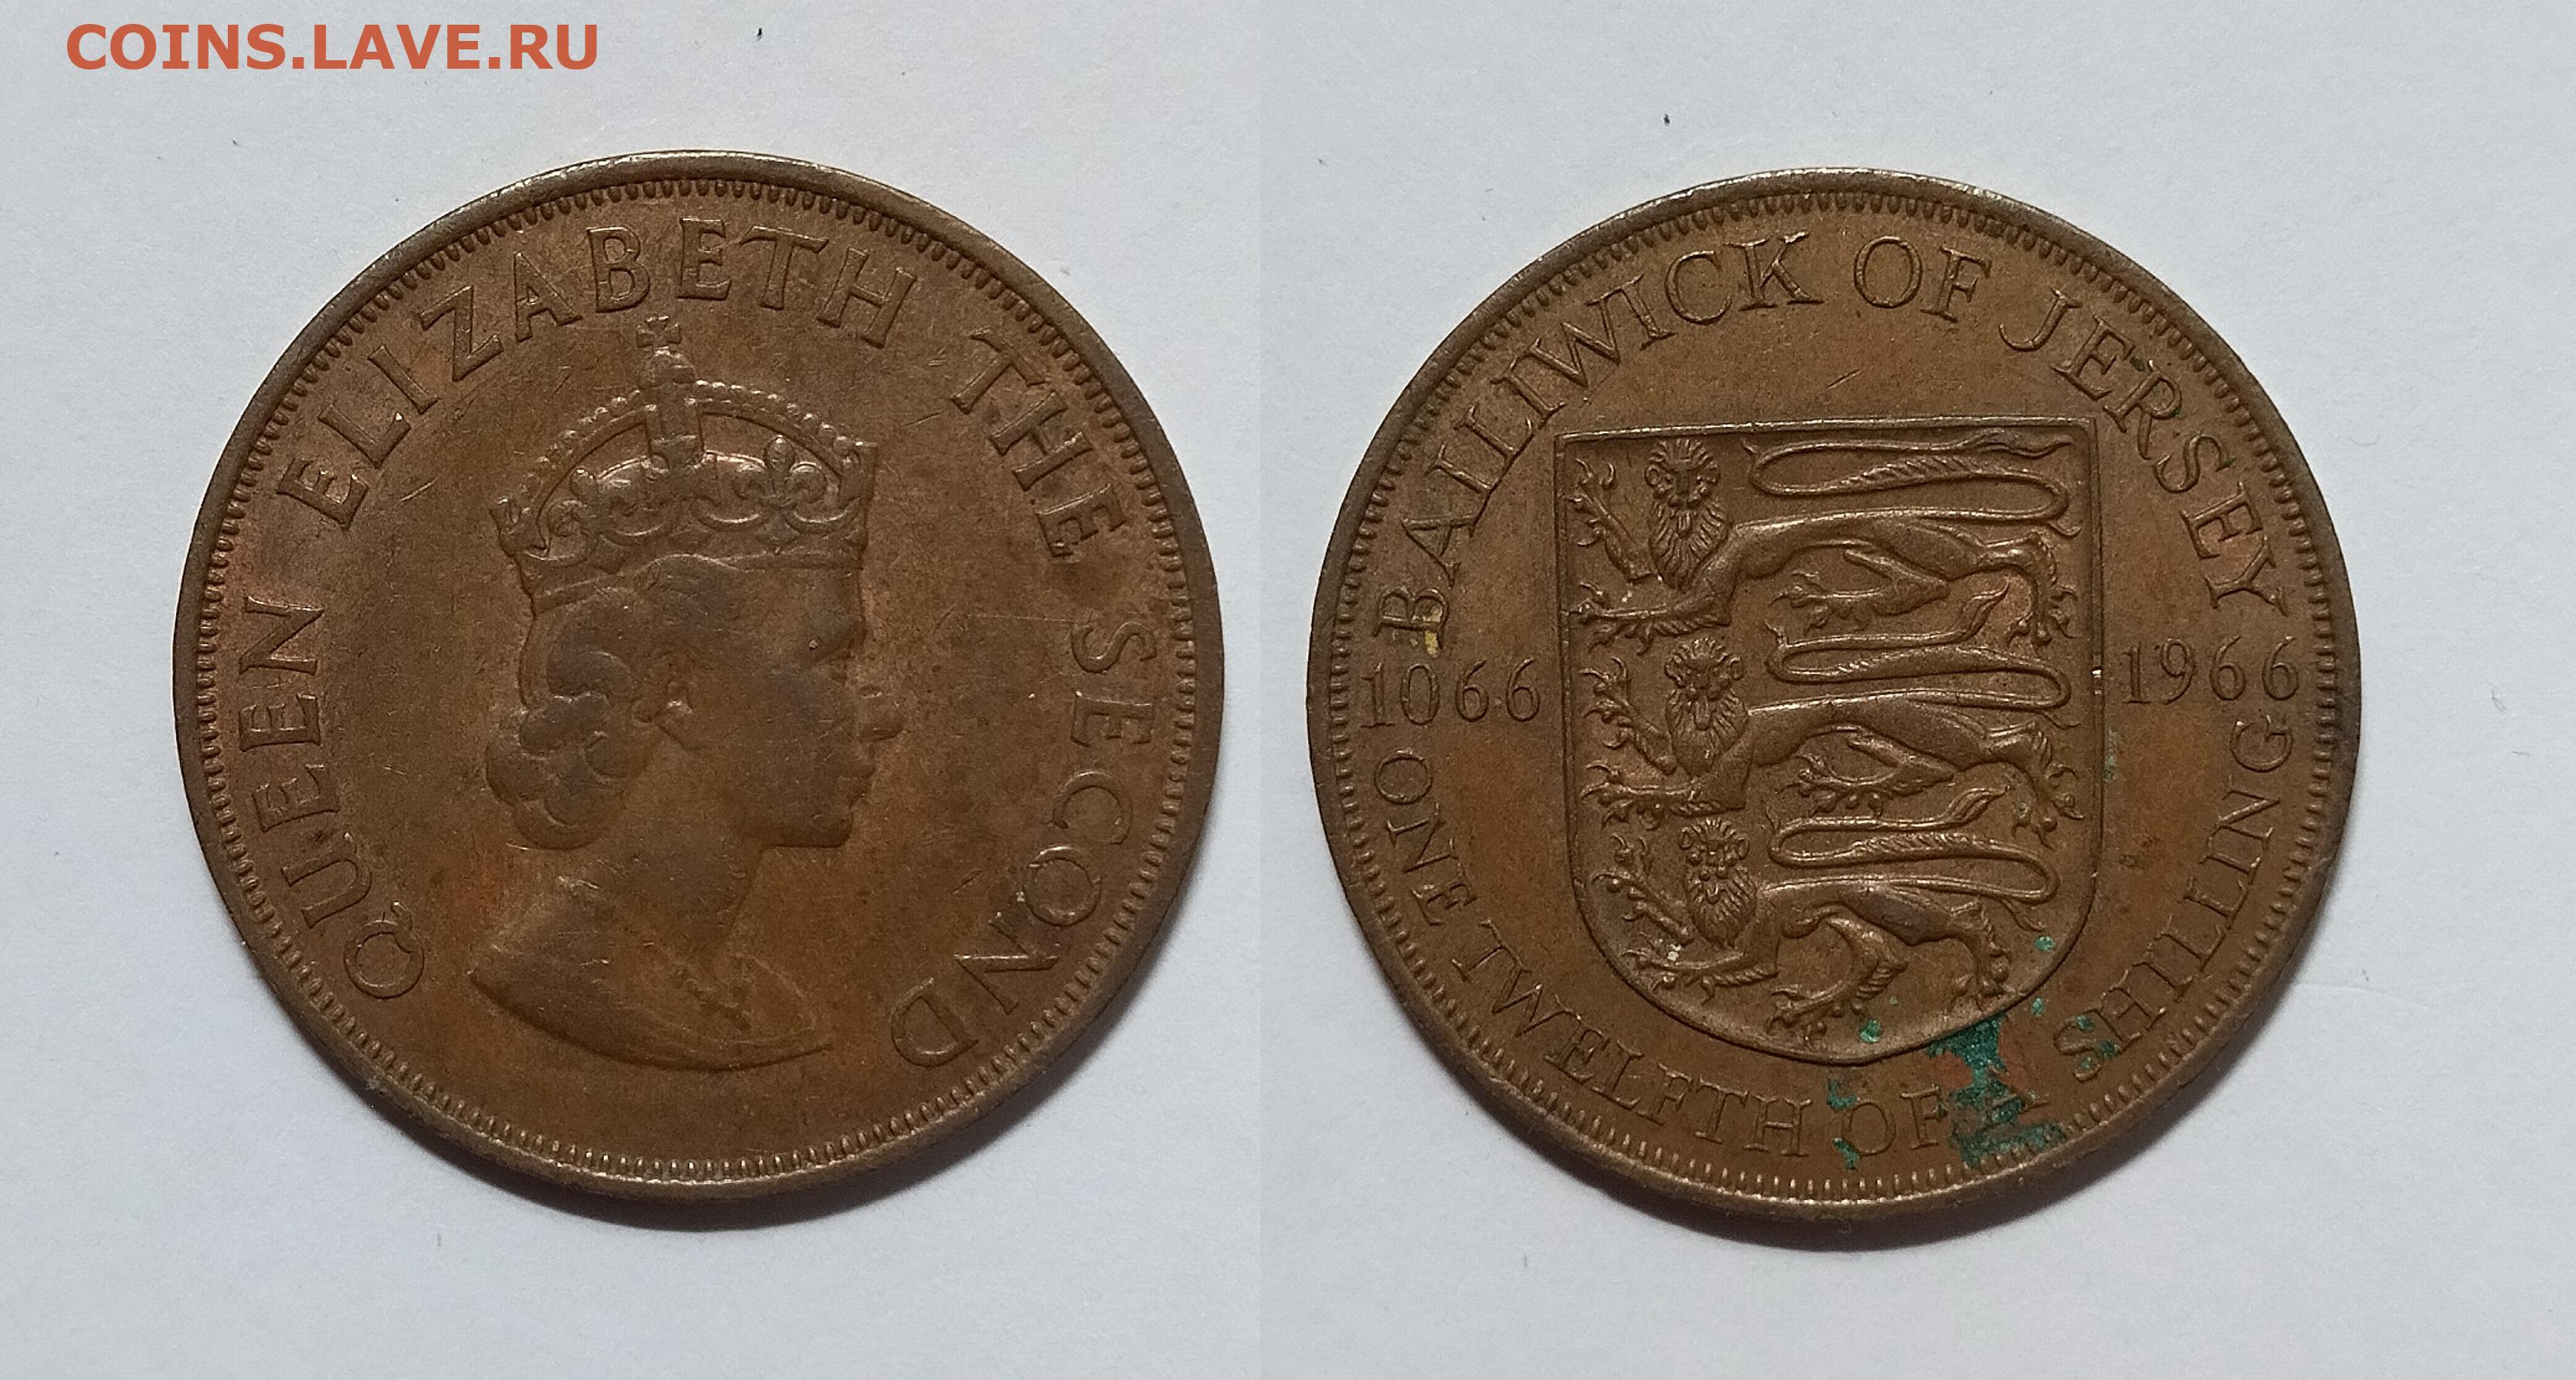 COINS.LAVE.RU
QUEEN ELIZABETH THE SECOND
BAILIWICK OF JERSEY
1066 1966
ONE TWELFTH OF A SHILLING